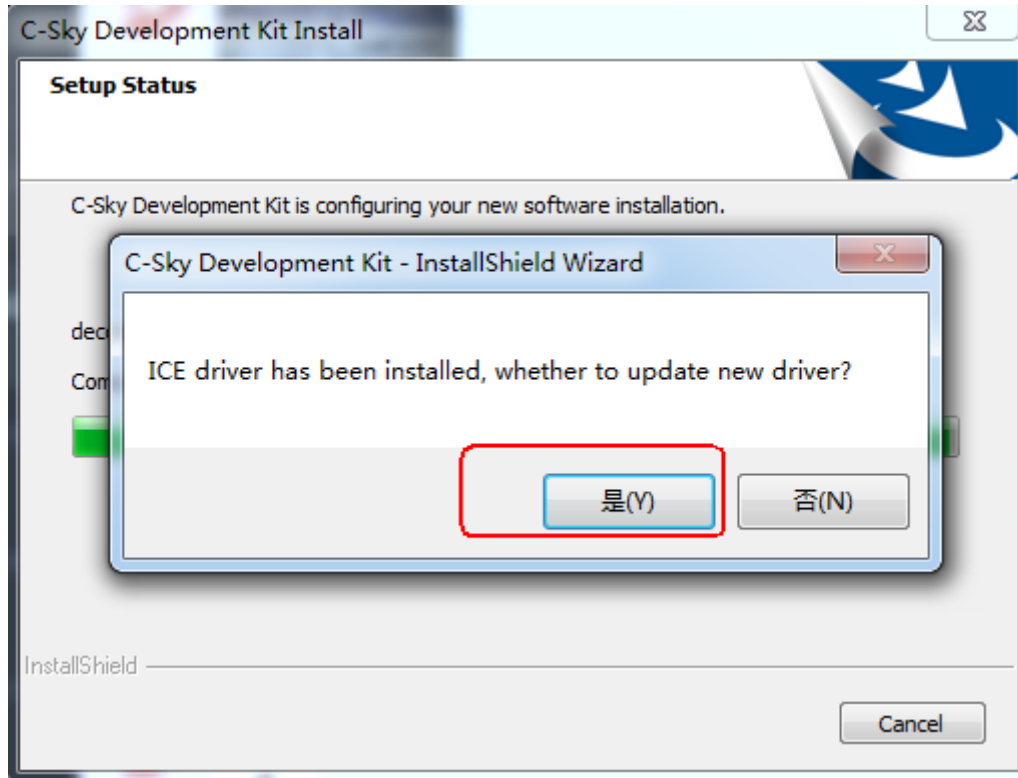 C-Sky Development Kit Install
Setup Status
C-Sky Development Kit is configuring your new software installation.
C-Sky Development Kit - InstallShield Wizard
ICE driver has been installed, whether to update new driver?
是(Y)
否(N)
InstallShield
Cancel